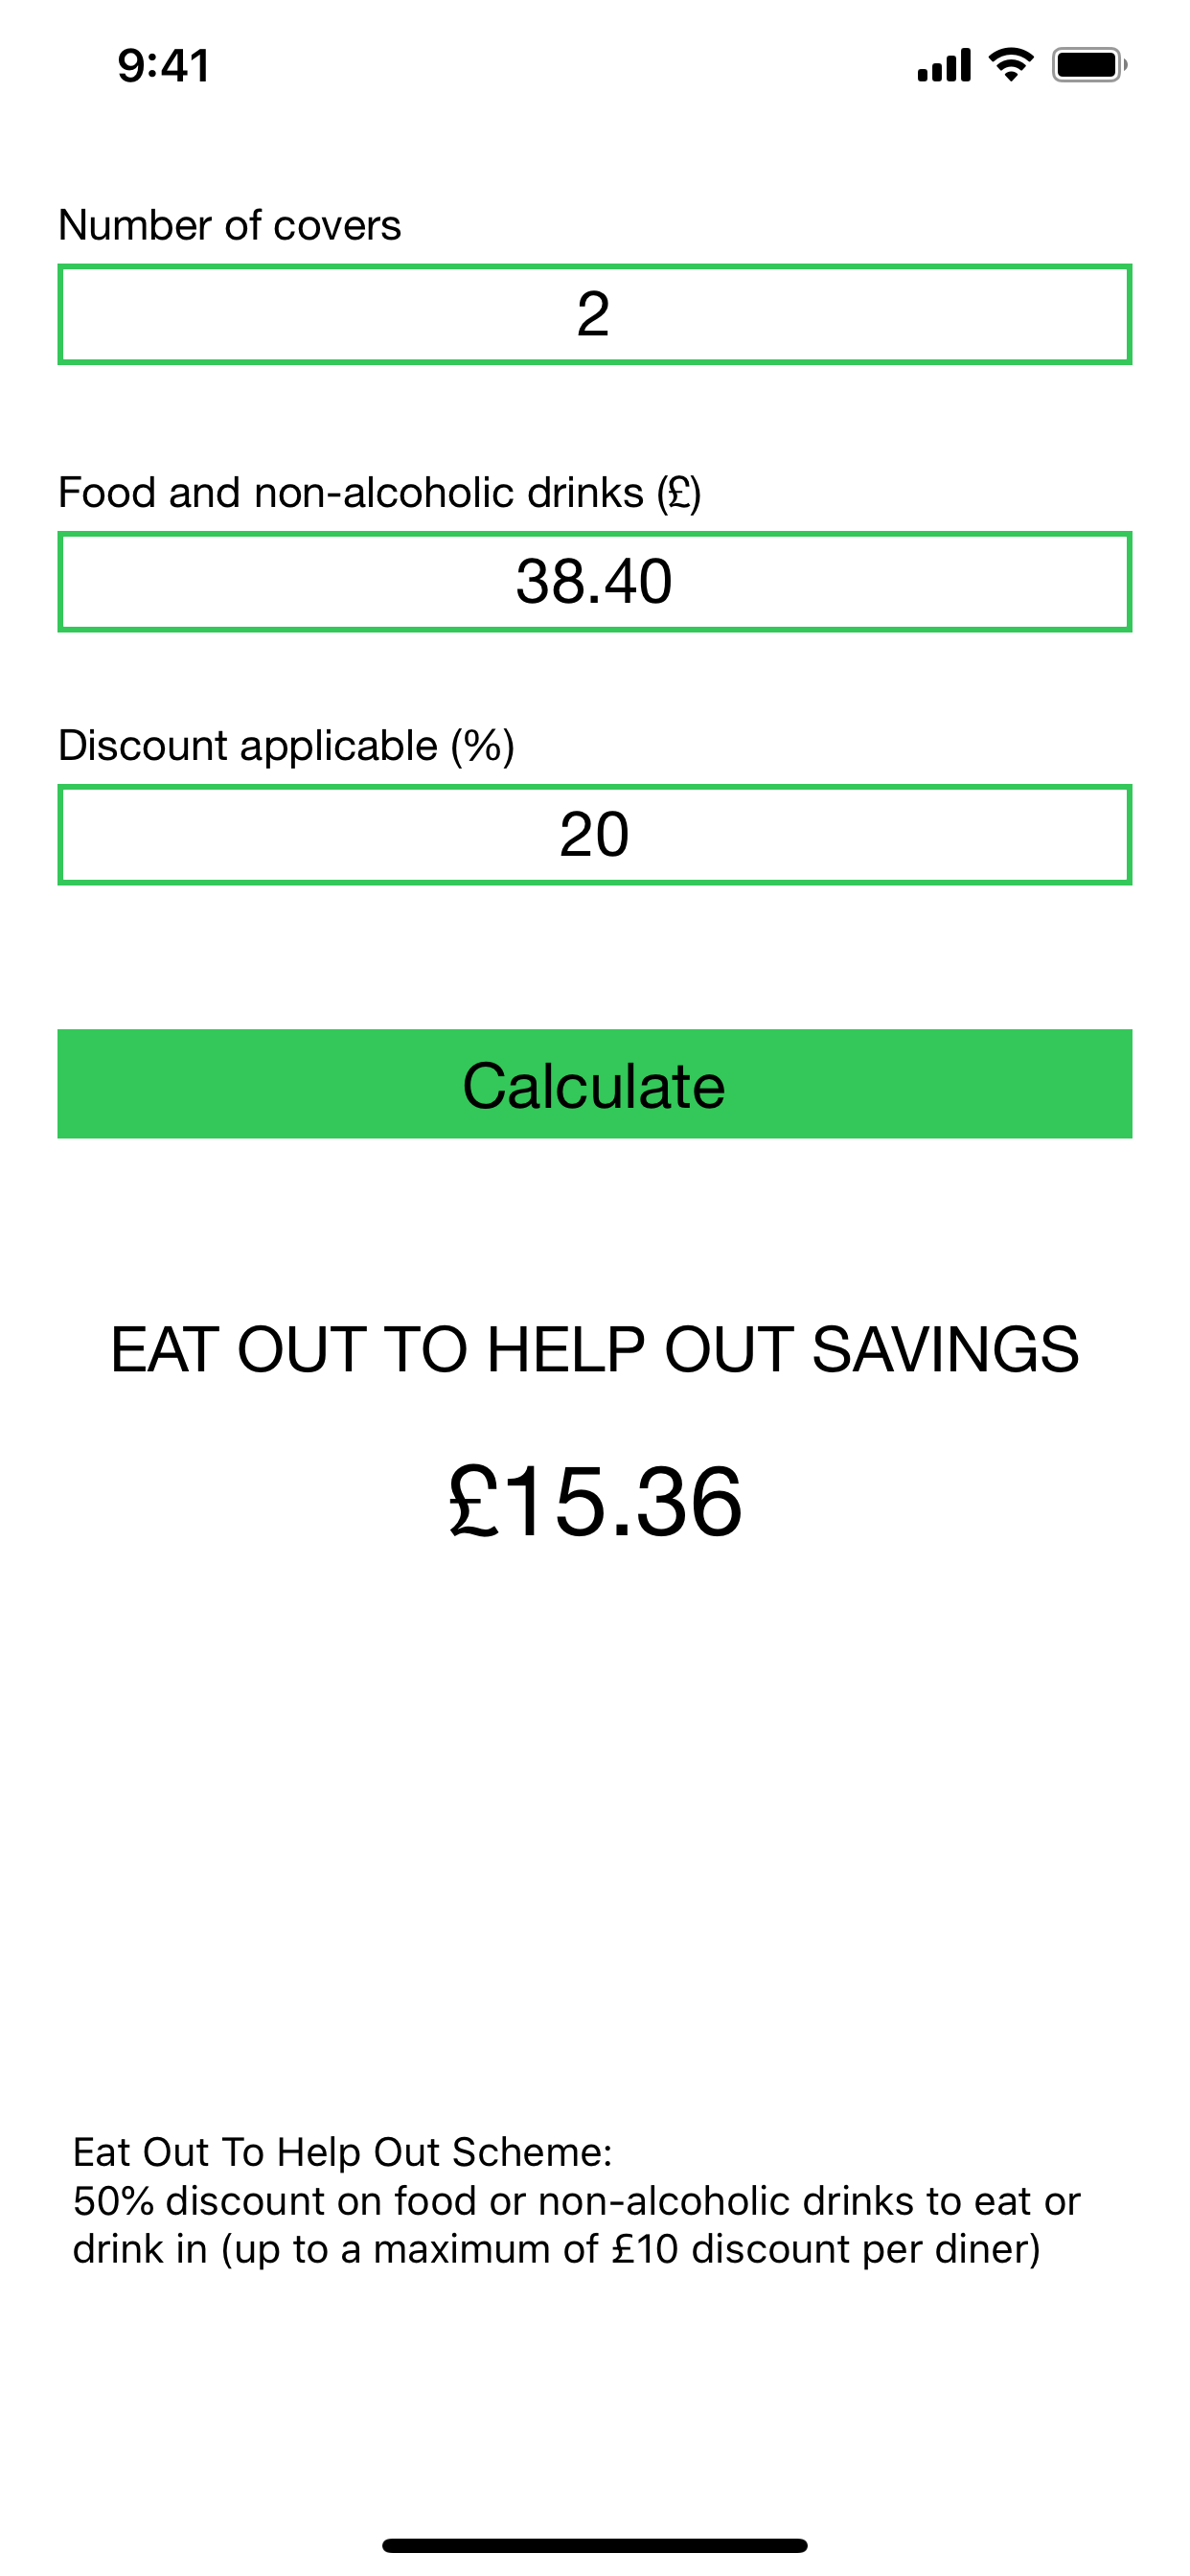 9:41
Number of covers
2
Food and non-alcoholic drinks (£)
38.40
Discount applicable (%)
20
Calculate
EAT OUT TO HELP OUT SAVINGS
£15.36
Eat Out To Help Out Scheme:
50% discount on food or non-alcoholic drinks to eat or
drink in (up to a maximum of £10 discount per diner)